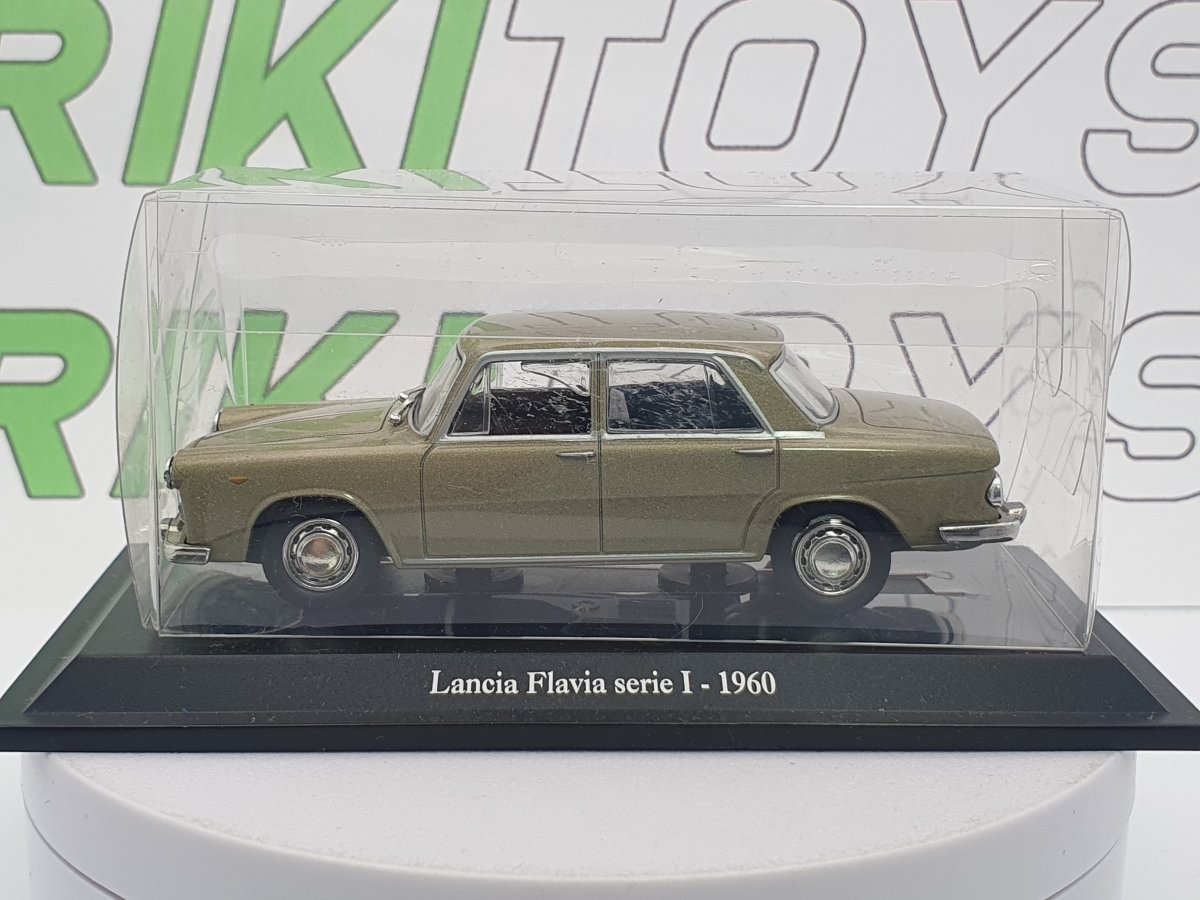 RIKITOYS
RIKITOYS
Lancia Flavia serie I - 1960